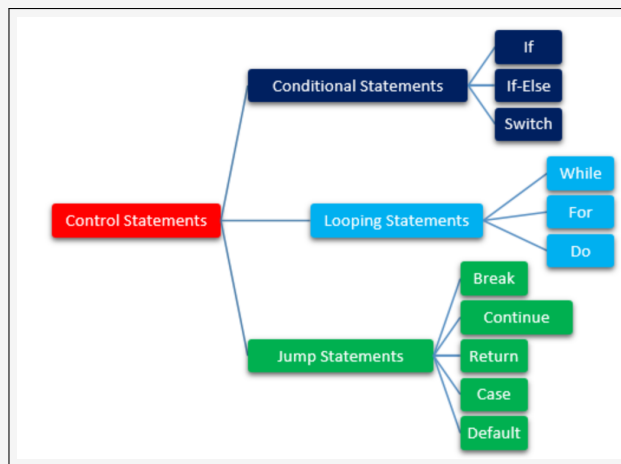 If
Conditional Statements
If-Else
Switch
While
Control Statements
Looping Statements
For
Do
Break
Continue
Jump Statements
Return
Case
Default